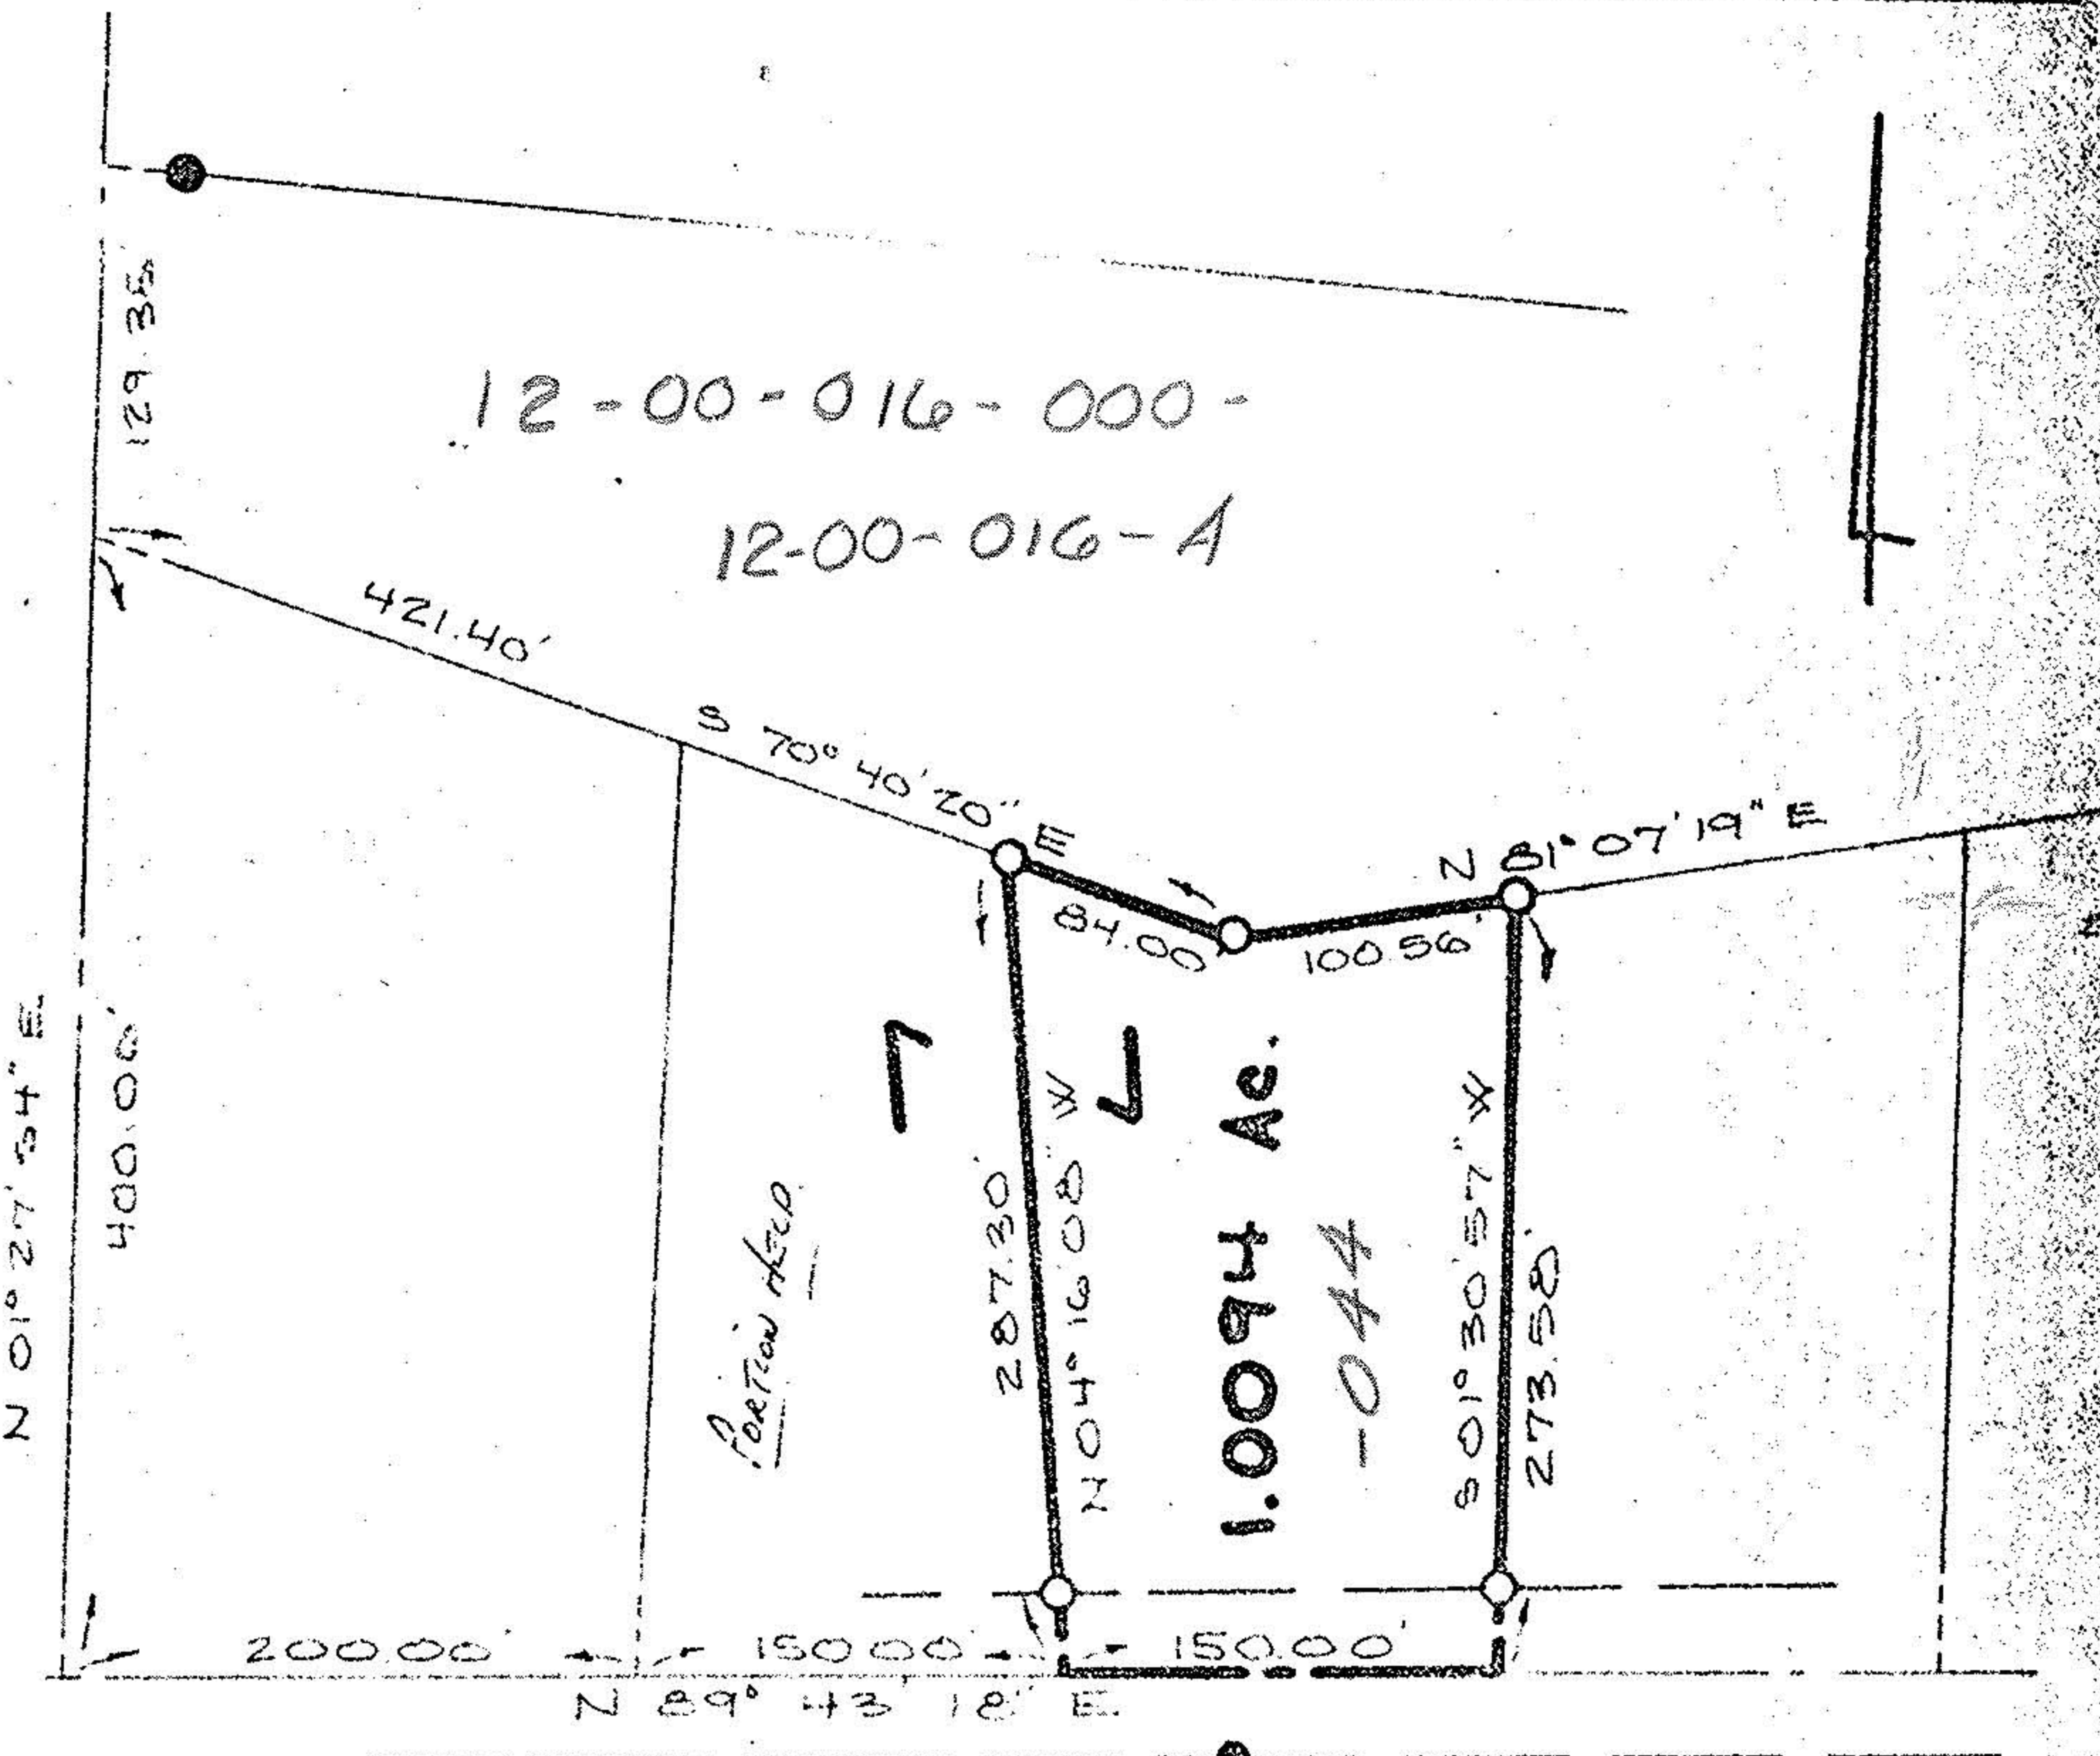 129.35
12-00-016-000-
12-00-016-A
421.40'
S 70° 40' 20" E
N 81° 07' 19" E
84.00'
100.56'
N 01° 27' 54" E
400.00'
PORTION HELD
287.30'
N 04° 16' 08" W
1.0094 Ac.
-044
S 01° 30' 57" W
273.58'
200.00'
150.00'
150.00'
N 89° 43' 18" E